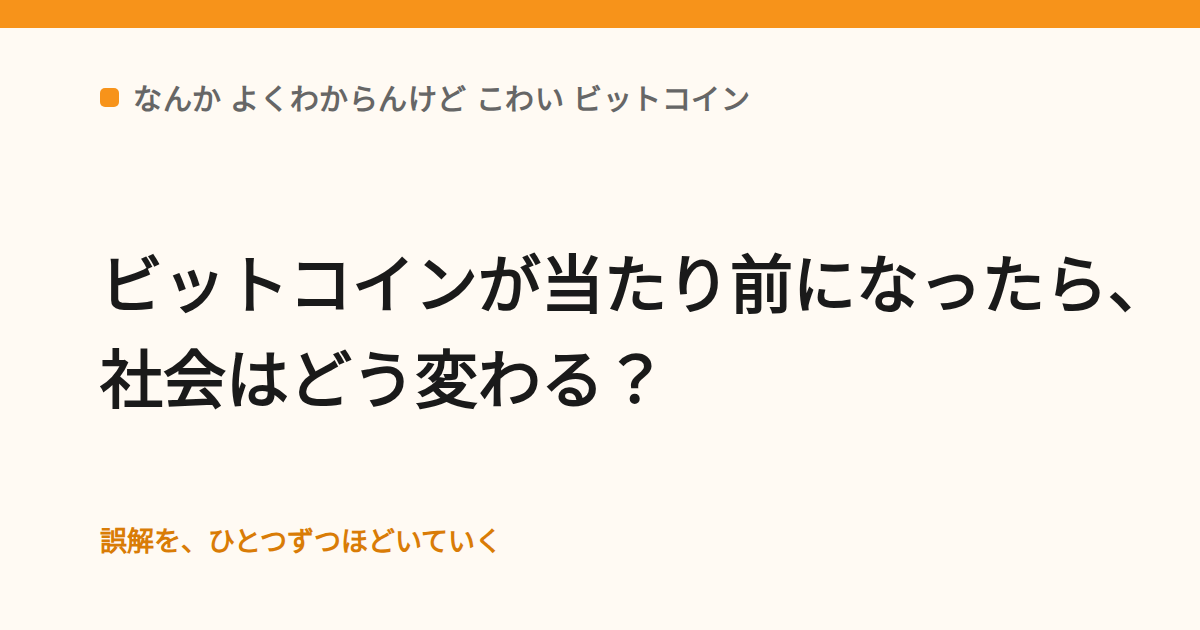 なんか よくわからんけど こわい ビットコイン
ビットコインが当たり前になったら、
社会はどう変わる？
誤解を、ひとつずつほどいていく